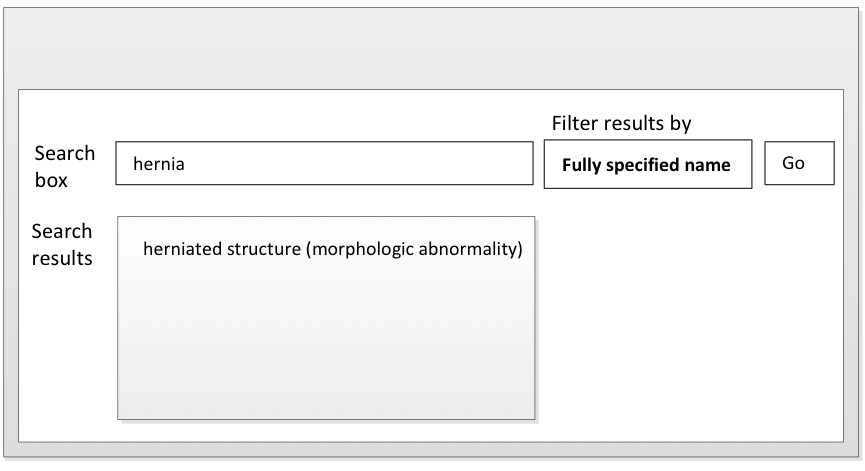 Filter results by
Search
box
hernia
Fully specified name
Go
Search
results
herniated structure (morphologic abnormality)